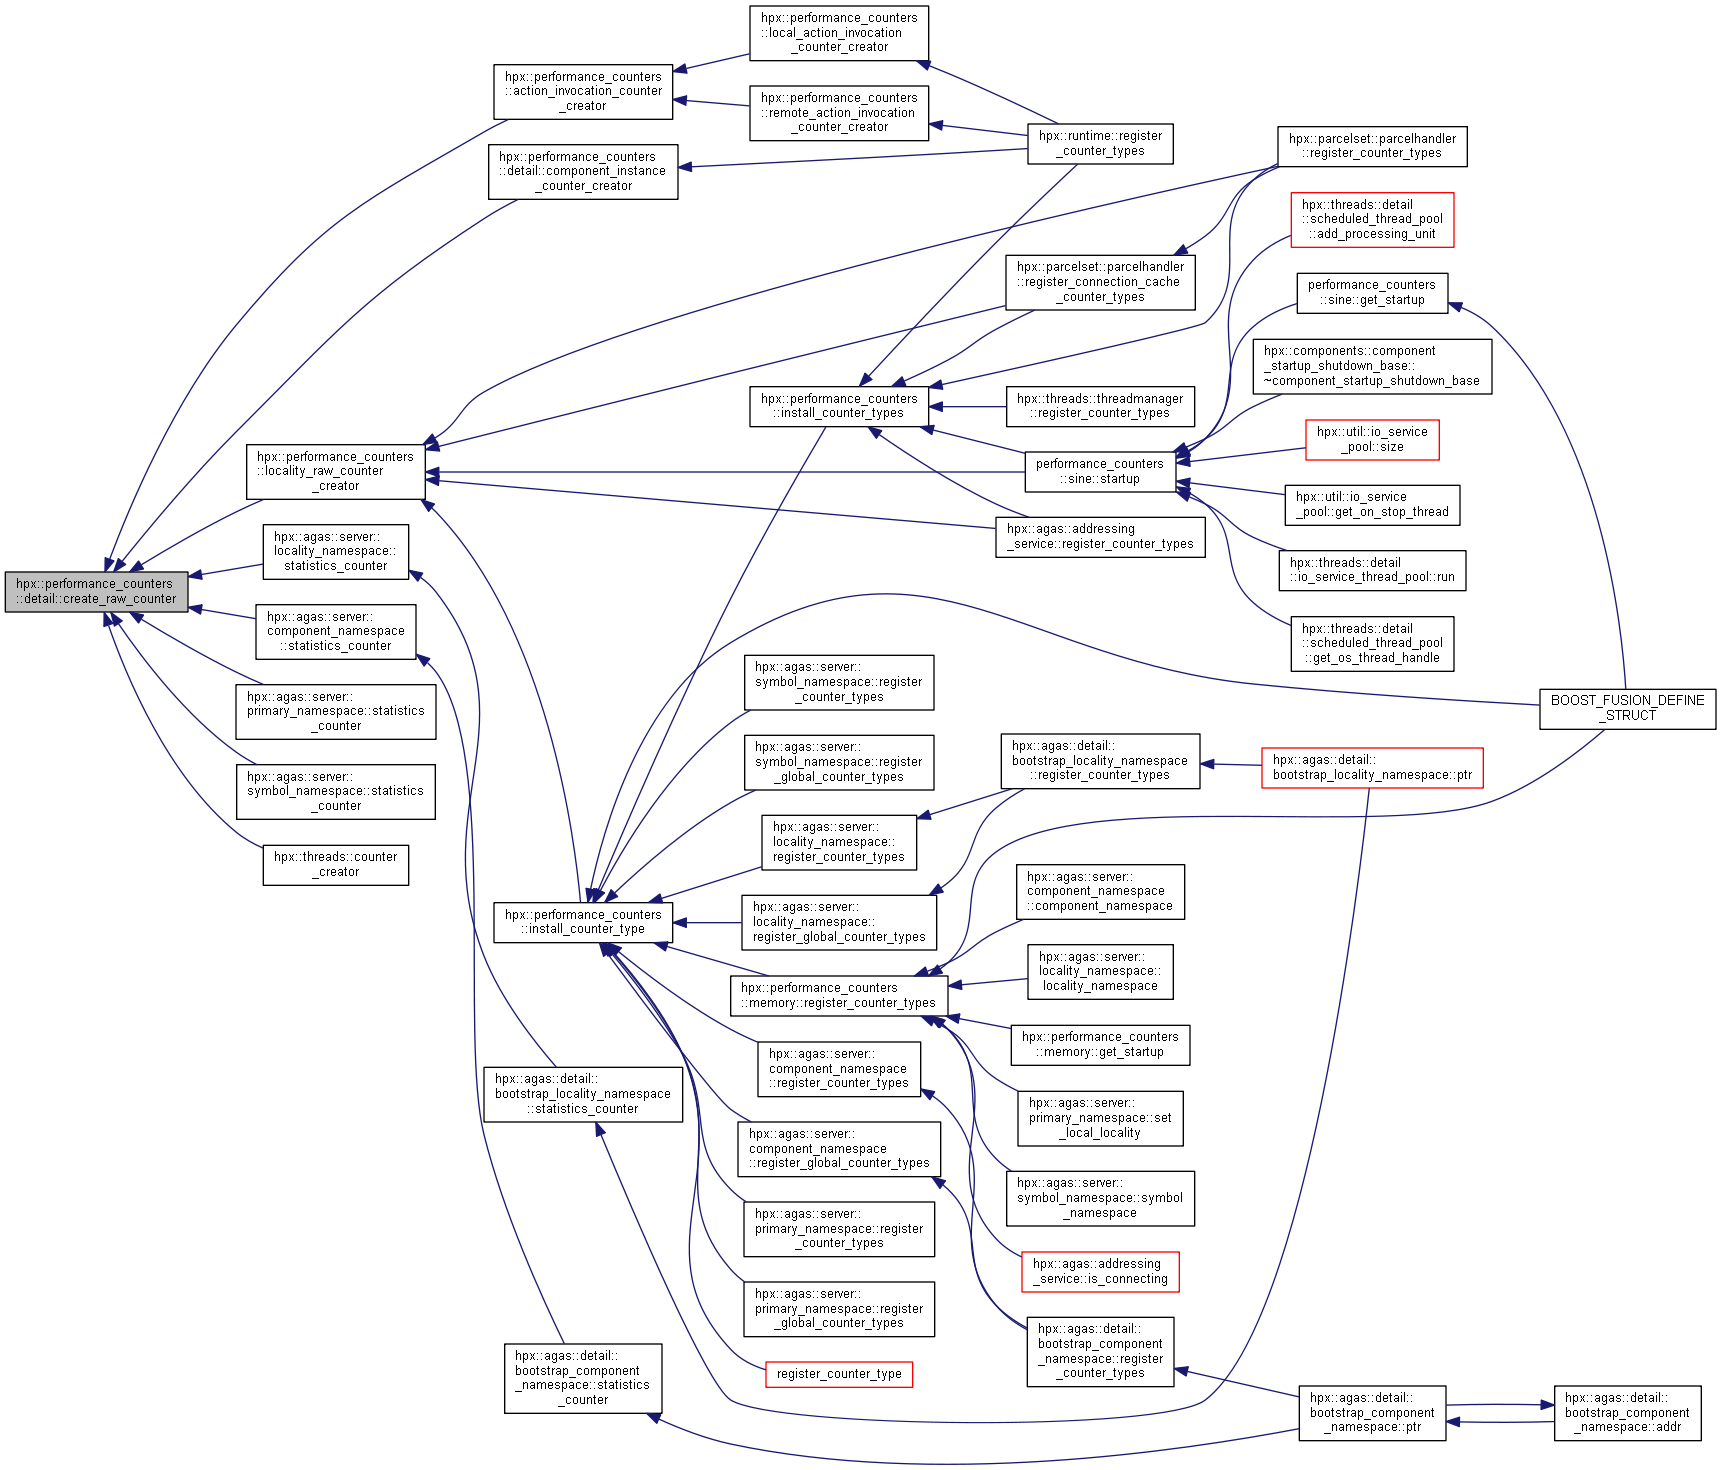 hpx::performance_counters
::detail::create_raw_counter
hpx::performance_counters
::action_invocation_counter
_creator
hpx::performance_counters
::detail::component_instance
_counter_creator
hpx::performance_counters
::locality_raw_counter
_creator
hpx::agas::server::
locality_namespace::
statistics_counter
hpx::agas::server::
component_namespace
::statistics_counter
hpx::agas::server::
primary_namespace::statistics
_counter
hpx::agas::server::
symbol_namespace::statistics
_counter
hpx::threads::counter
_creator
hpx::performance_counters
::local_action_invocation
_counter_creator
hpx::performance_counters
::remote_action_invocation
_counter_creator
hpx::performance_counters
::install_counter_type
hpx::agas::detail::
bootstrap_locality_namespace
::statistics_counter
hpx::agas::detail::
bootstrap_component
_namespace::statistics
_counter
hpx::performance_counters
::install_counter_types
hpx::agas::server::
symbol_namespace::register
_counter_types
hpx::agas::server::
symbol_namespace::register
_global_counter_types
hpx::agas::server::
locality_namespace::
register_counter_types
hpx::agas::server::
locality_namespace::
register_global_counter_types
hpx::performance_counters
::memory::register_counter_types
hpx::agas::server::
component_namespace
::register_counter_types
hpx::agas::server::
component_namespace
::register_global_counter_types
hpx::agas::server::
primary_namespace::register
_counter_types
hpx::agas::server::
primary_namespace::register
_global_counter_types
register_counter_type
hpx::runtime::register
_counter_types
hpx::parcelset::parcelhandler
::register_connection_cache
_counter_types
hpx::threads::threadmanager
::register_counter_types
performance_counters
::sine::startup
hpx::agas::addressing
_service::register_counter_types
hpx::agas::detail::
bootstrap_locality_namespace
::register_counter_types
hpx::agas::server::
component_namespace
::component_namespace
hpx::agas::server::
locality_namespace::
locality_namespace
hpx::performance_counters
::memory::get_startup
hpx::agas::server::
primary_namespace::set
_local_locality
hpx::agas::server::
symbol_namespace::symbol
_namespace
hpx::agas::addressing
_service::is_connecting
hpx::agas::detail::
bootstrap_component
_namespace::register
_counter_types
hpx::parcelset::parcelhandler
::register_counter_types
hpx::threads::detail
::scheduled_thread_pool
::add_processing_unit
performance_counters
::sine::get_startup
hpx::components::component
_startup_shutdown_base::
~component_startup_shutdown_base
hpx::util::io_service
_pool::size
hpx::util::io_service
_pool::get_on_stop_thread
hpx::threads::detail
::io_service_thread_pool::run
hpx::threads::detail
::scheduled_thread_pool
::get_os_thread_handle
BOOST_FUSION_DEFINE
_STRUCT
hpx::agas::detail::
bootstrap_locality_namespace::ptr
hpx::agas::detail::
bootstrap_component
_namespace::ptr
hpx::agas::detail::
bootstrap_component
_namespace::addr